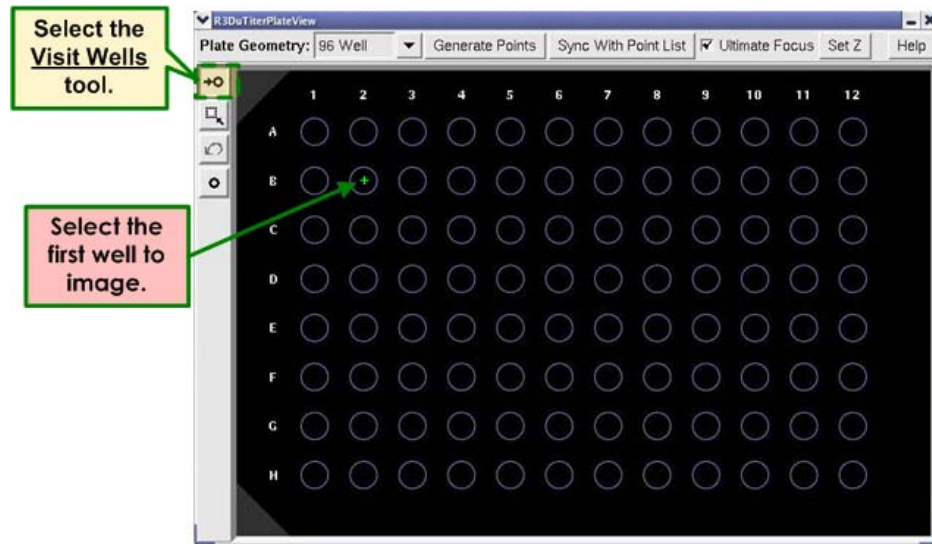 Select the
Visit Wells
tool.
R3DuTiterPlateView
Plate Geometry: 96 Well Generate Points Sync With Point List Ultimate Focus Set Z Help
1 2 3 4 5 6 7 8 9 10 11 12
A
B
Select the
first well to
image.
C
D
E
F
G
H